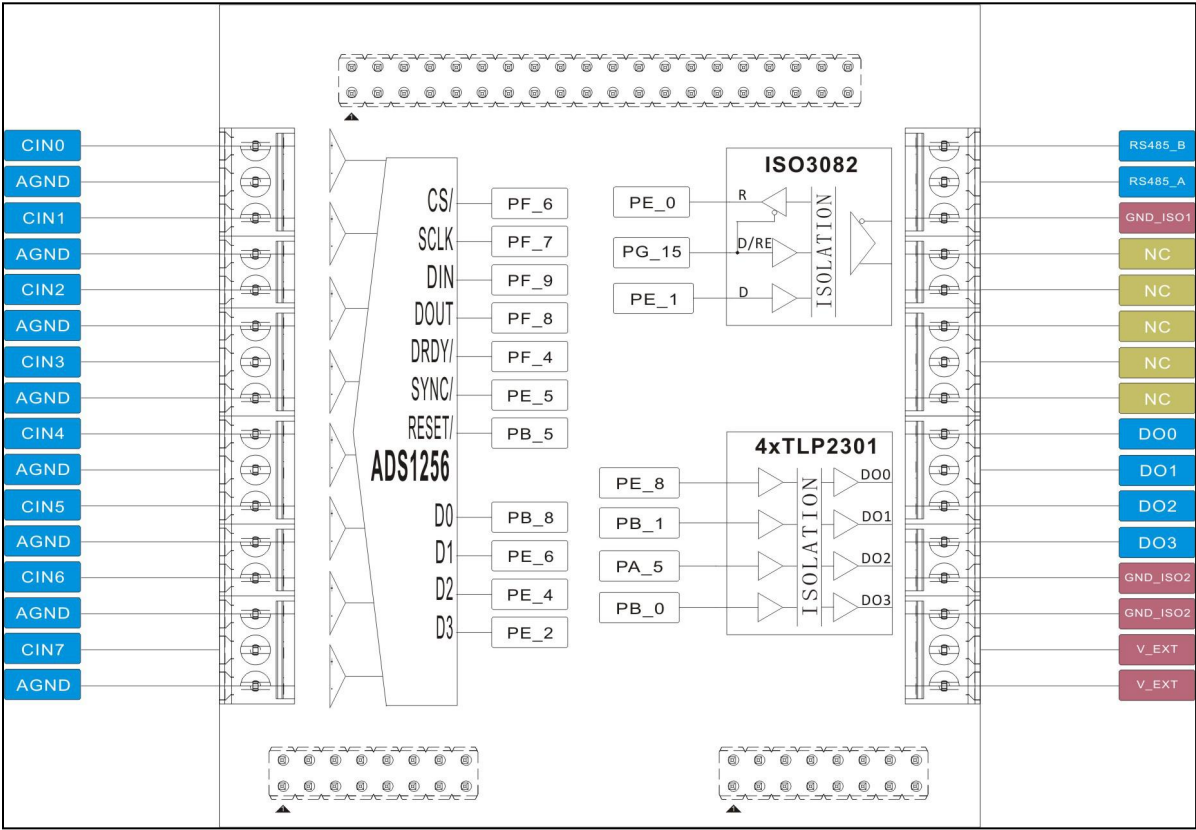 CIN0
AGND
CIN1
AGND
CIN2
AGND
CIN3
AGND
CIN4
AGND
CIN5
AGND
CIN6
AGND
CIN7
AGND
CS/ PF_6
SCLK PF_7
DIN PF_9
DOUT PF_8
DRDY/ PF_4
SYNC/ PE_5
RESET/ PB_5
ADS1256
D0 PB_8
D1 PE_6
D2 PE_4
D3 PE_2
ISO3082
PE_0 R
PG_15 D/RE
PE_1 D
ISOLATION
4xTLP2301
PE_8 DO0
PB_1 DO1
PA_5 DO2
PB_0 DO3
ISOLATION
RS485_B
RS485_A
GND_ISO1
NC
NC
NC
NC
NC
DO0
DO1
DO2
DO3
GND_ISO2
GND_ISO2
V_EXT
V_EXT